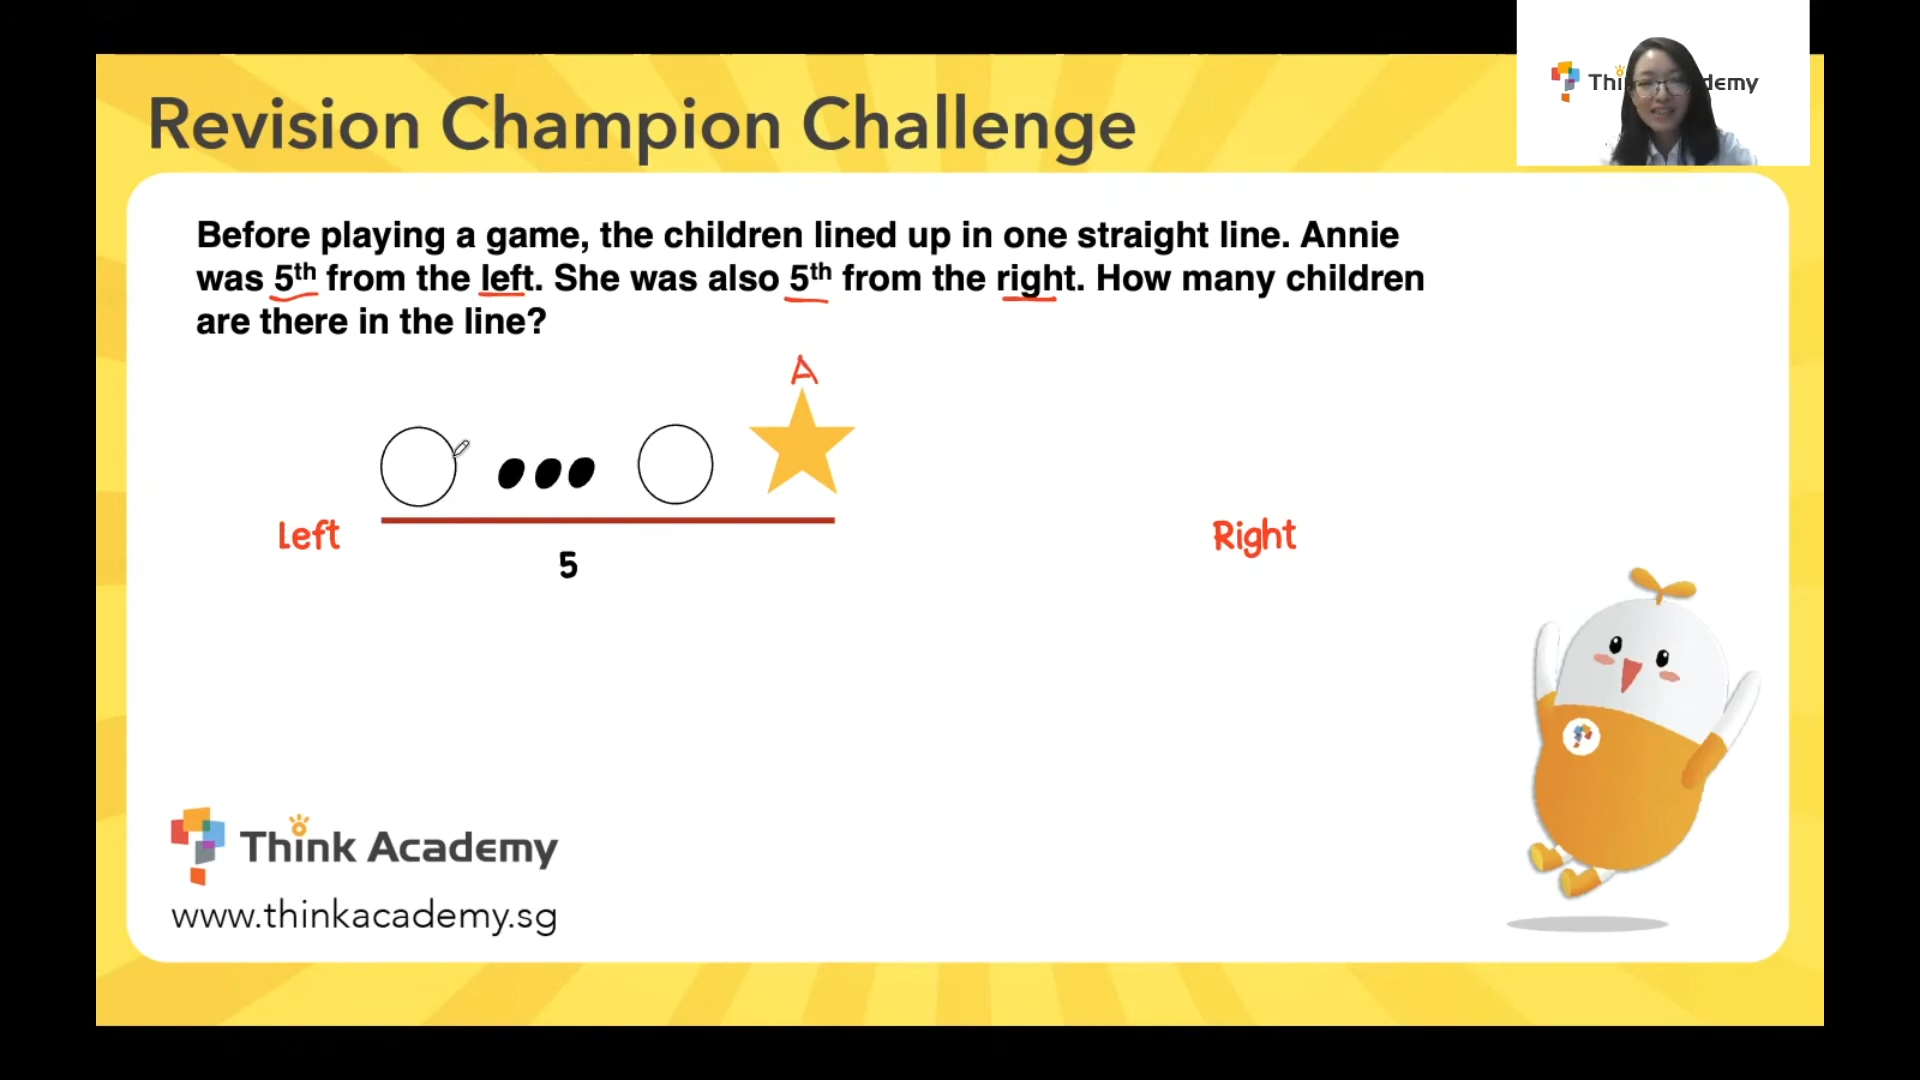 Revision Champion Challenge
Before playing a game, the children lined up in one straight line. Annie
was 5th from the left. She was also 5th from the right. How many children
are there in the line?
A
Left
Right
5
Think Academy
www.thinkacademy.sg